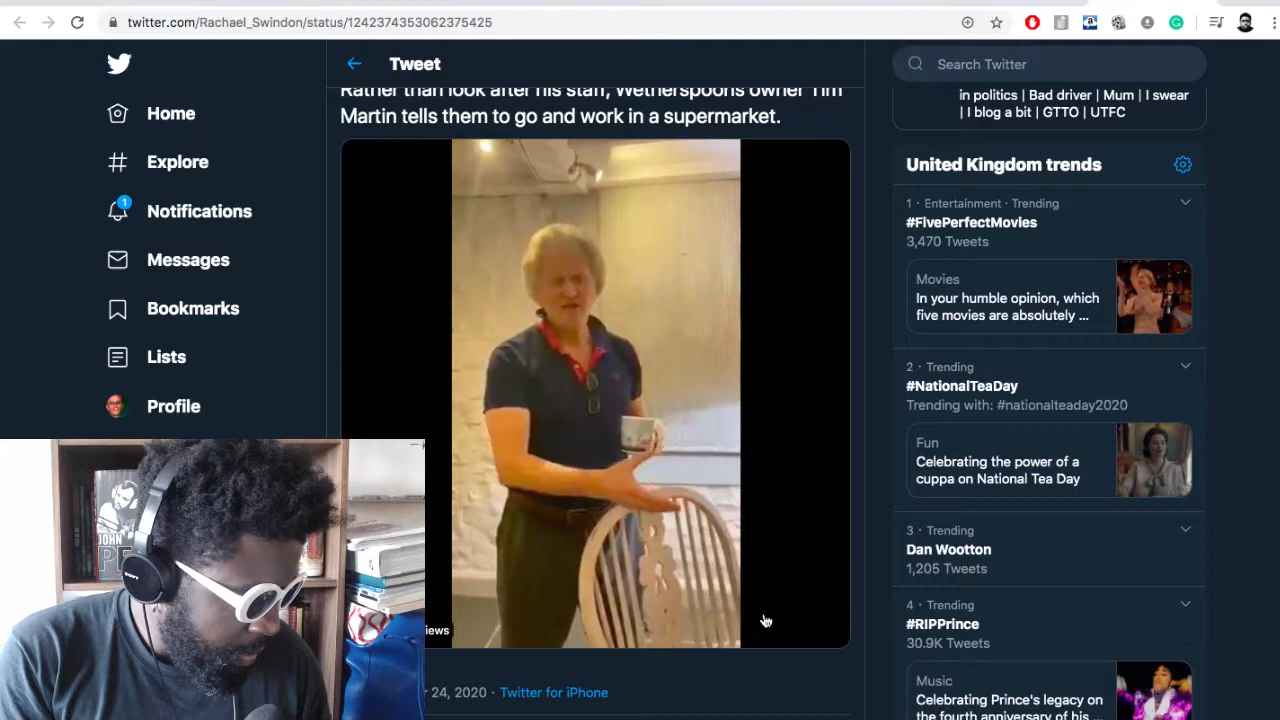 twitter.com/Rachael_Swindon/status/1242374353062375425
Tweet
Search Twitter
Home
Explore
1
Notifications
Messages
Bookmarks
Lists
Profile
Rather than look after his staff, Wetherspoons owner Tim
Martin tells them to go and work in a supermarket.
iews
r 24, 2020 · Twitter for iPhone
in politics | Bad driver | Mum | I swear
| I blog a bit | GTTO | UTFC
United Kingdom trends
1 · Entertainment · Trending
#FivePerfectMovies
3,470 Tweets
Movies
In your humble opinion, which
five movies are absolutely ...
2 · Trending
#NationalTeaDay
Trending with: #nationalteaday2020
Fun
Celebrating the power of a
cuppa on National Tea Day
3 · Trending
Dan Wootton
1,205 Tweets
4 · Trending
#RIPPrince
30.9K Tweets
Music
Celebrating Prince's legacy on
the fourth anniversary of his
JOHN
SONY